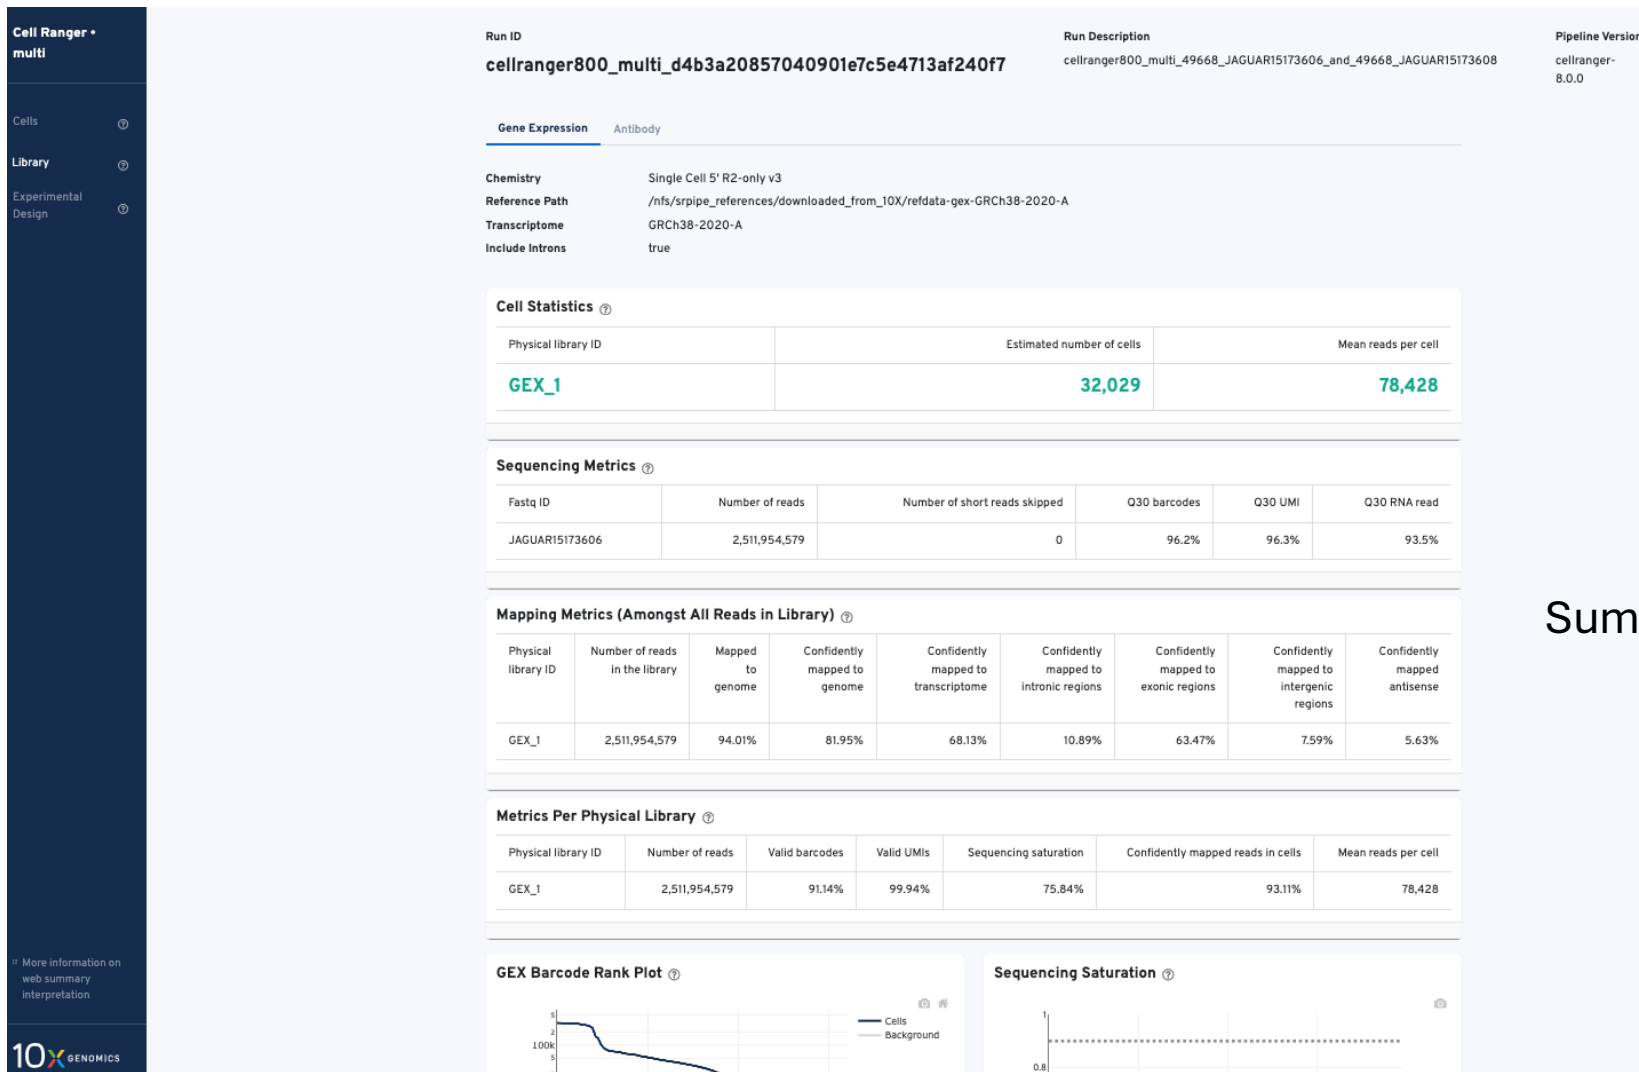 Cell Ranger •
multi
Cells
Library
Experimental
Design
More information on
web summary
interpretation
10X GENOMICS
Run ID
cellranger800_multi_d4b3a20857040901e7c5e4713af240f7
Run Description
cellranger800_multi_49668_JAGUAR15173606_and_49668_JAGUAR15173608
Pipeline Version
cellranger-
8.0.0
Gene Expression Antibody
Chemistry Single Cell 5' R2-only v3
Reference Path /nfs/srpipe_references/downloaded_from_10X/refdata-gex-GRCh38-2020-A
Transcriptome GRCh38-2020-A
Include Introns true
Cell Statistics ?
Physical library ID Estimated number of cells Mean reads per cell
GEX_1 32,029 78,428
Sequencing Metrics ?
Fastq ID Number of reads Number of short reads skipped Q30 barcodes Q30 UMI Q30 RNA read
JAGUAR15173606 2,511,954,579 0 96.2% 96.3% 93.5%
Mapping Metrics (Amongst All Reads in Library) ?
Physical library ID Number of reads in the library Mapped to genome Confidently mapped to genome Confidently mapped to transcriptome Confidently mapped to intronic regions Confidently mapped to exonic regions Confidently mapped to intergenic regions Confidently mapped antisense
GEX_1 2,511,954,579 94.01% 81.95% 68.13% 10.89% 63.47% 7.59% 5.63%
Metrics Per Physical Library ?
Physical library ID Number of reads Valid barcodes Valid UMIs Sequencing saturation Confidently mapped reads in cells Mean reads per cell
GEX_1 2,511,954,579 91.14% 99.94% 75.84% 93.11% 78,428
GEX Barcode Rank Plot ?
5
2
100k
5
Cells
Background
Sequencing Saturation ?
1
0.8
Sum